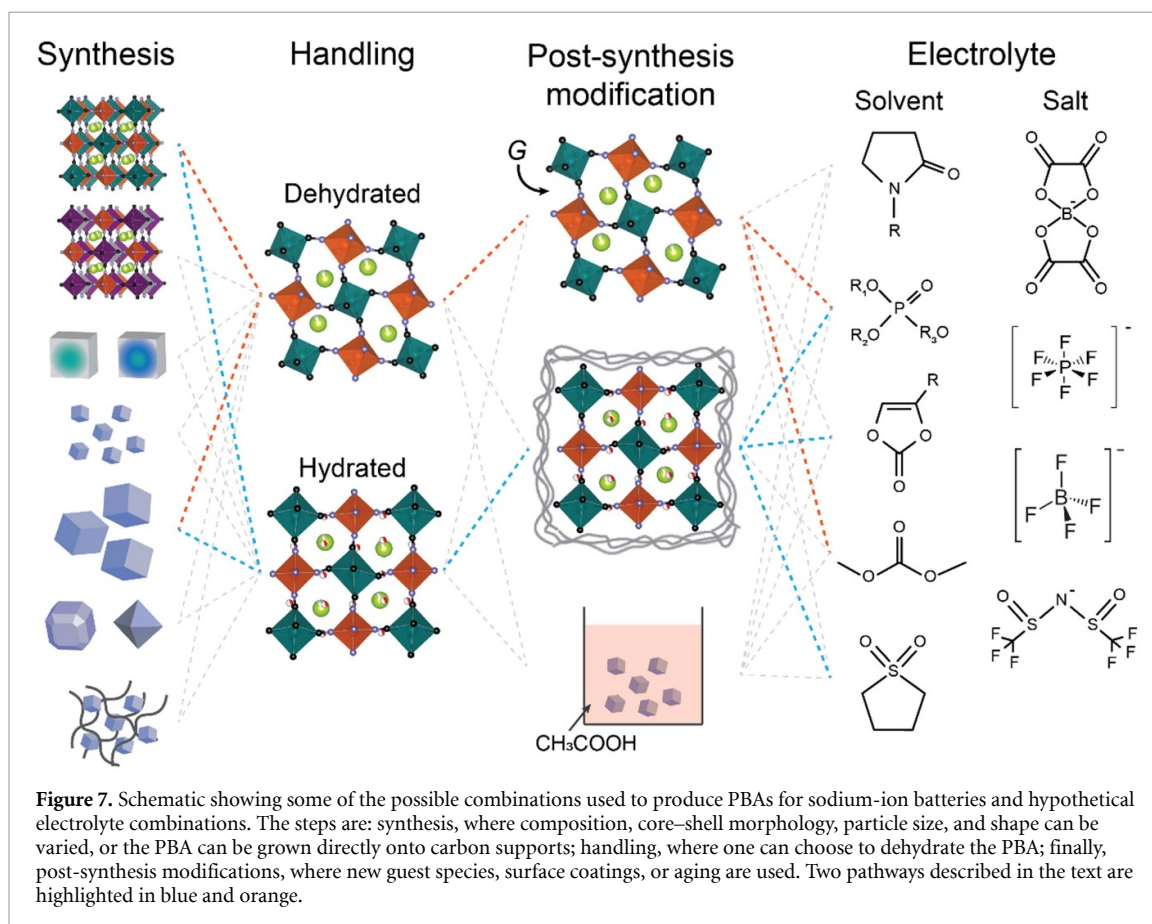 Synthesis
Handling
Post-synthesis
modification
Electrolyte
Solvent
Salt
Dehydrated
Hydrated
G
CH₃COOH
N
O
R
R₁O
O
P
R₂O
R₃O
R
O
O
O
O
O
O
O
O
S
O
O
O
O
O
B-
O
O
O
O
-
F
F
F
P
F
F
F
-
F
B
F
F
F
O
N-
O
S
S
F
F
F
F
F
F
Figure 7. Schematic showing some of the possible combinations used to produce PBAs for sodium-ion batteries and hypothetical
electrolyte combinations. The steps are: synthesis, where composition, core–shell morphology, particle size, and shape can be
varied, or the PBA can be grown directly onto carbon supports; handling, where one can choose to dehydrate the PBA; finally,
post-synthesis modifications, where new guest species, surface coatings, or aging are used. Two pathways described in the text are
highlighted in blue and orange.